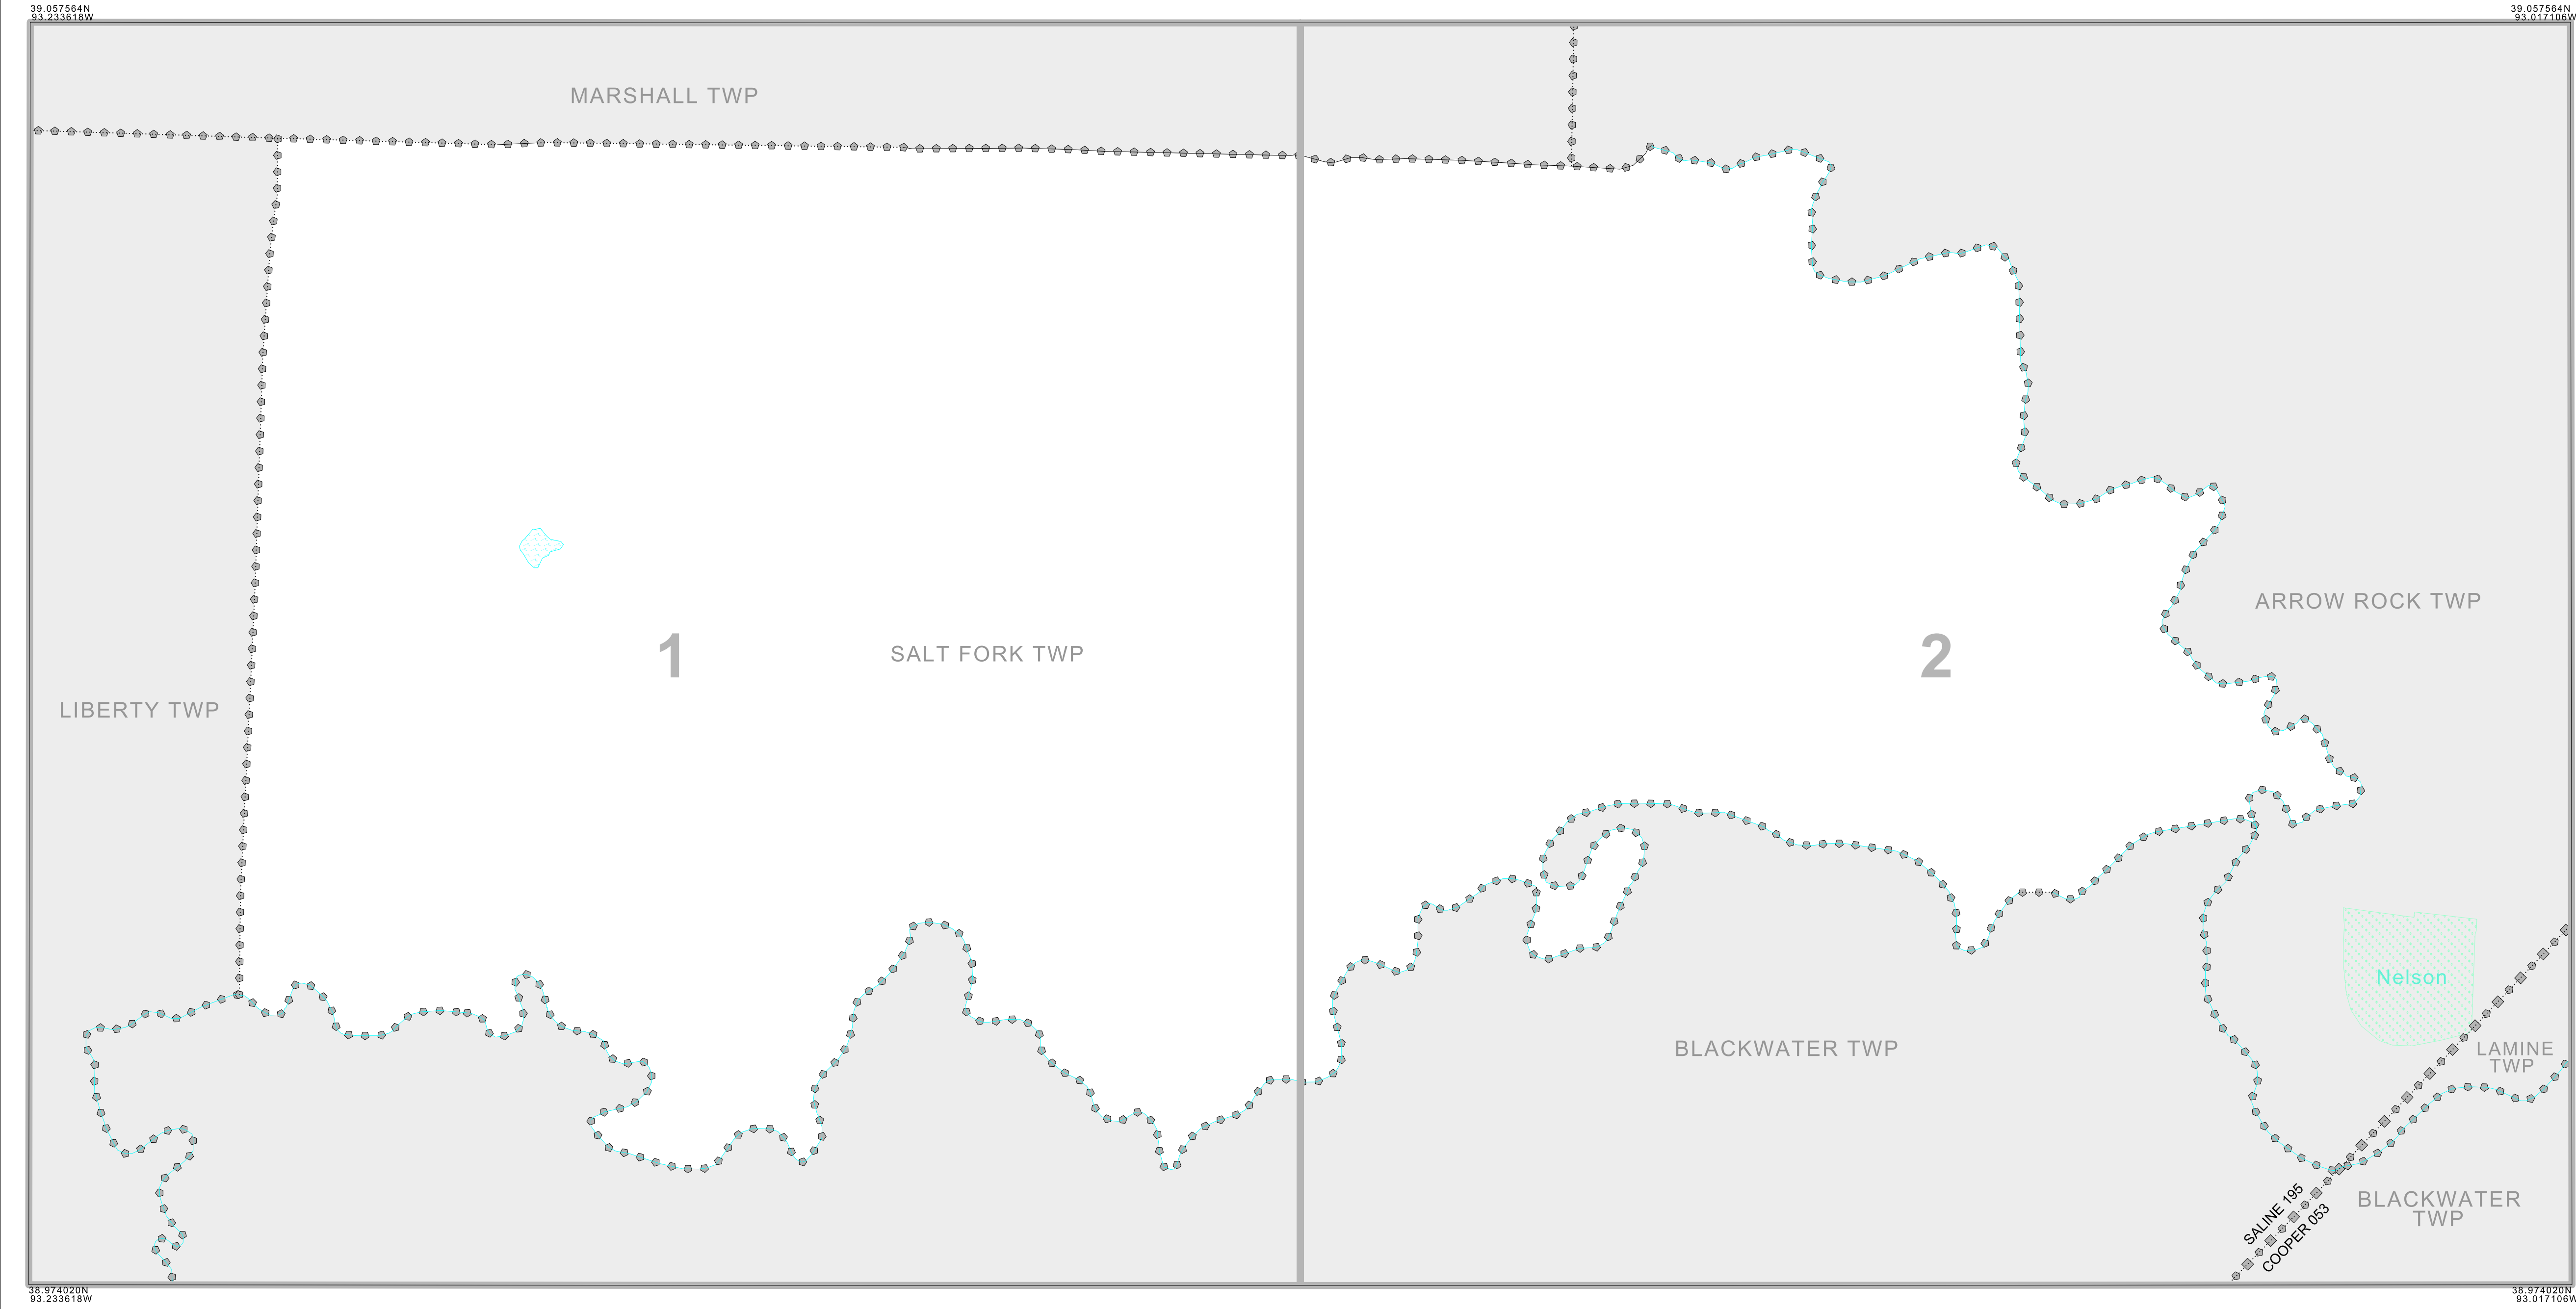 39.057564N
93.233618W
39.057564N
93.017106W
MARSHALL TWP
ARROW ROCK TWP
1
SALT FORK TWP
2
LIBERTY TWP
Nelson
BLACKWATER TWP
LAMINE
TWP
SALINE 195
COOPER 053
BLACKWATER
TWP
38.974020N
93.233618W
38.974020N
93.017106W